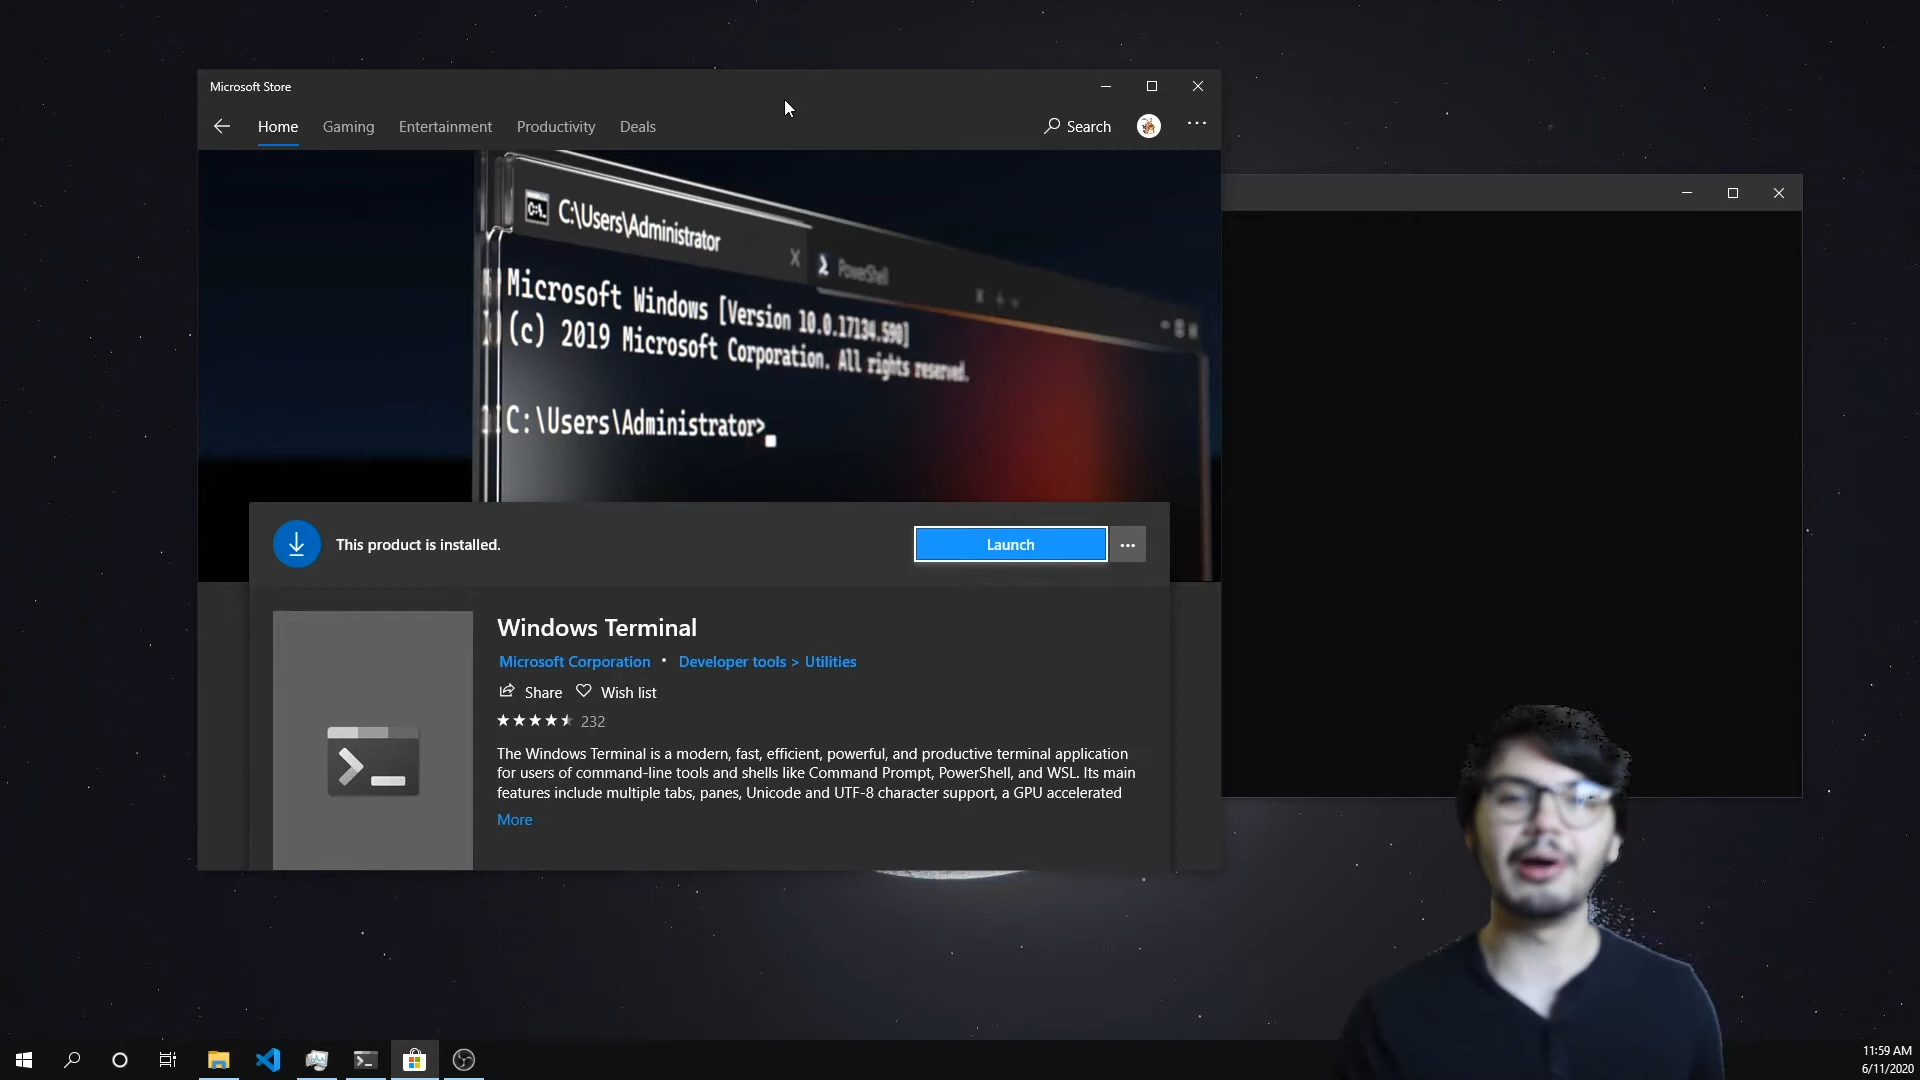 Microsoft Store
Home Gaming Entertainment Productivity Deals
Search
C:\Users\Administrator
X
PowerShell
Microsoft Windows [Version 10.0.17134.590]
(c) 2019 Microsoft Corporation. All rights reserved.
C:\Users\Administrator>
This product is installed.
Launch
Windows Terminal
Microsoft Corporation • Developer tools > Utilities
Share Wish list
232
The Windows Terminal is a modern, fast, efficient, powerful, and productive terminal application
for users of command-line tools and shells like Command Prompt, PowerShell, and WSL. Its main
features include multiple tabs, panes, Unicode and UTF-8 character support, a GPU accelerated
More
11:59 AM
6/11/2020